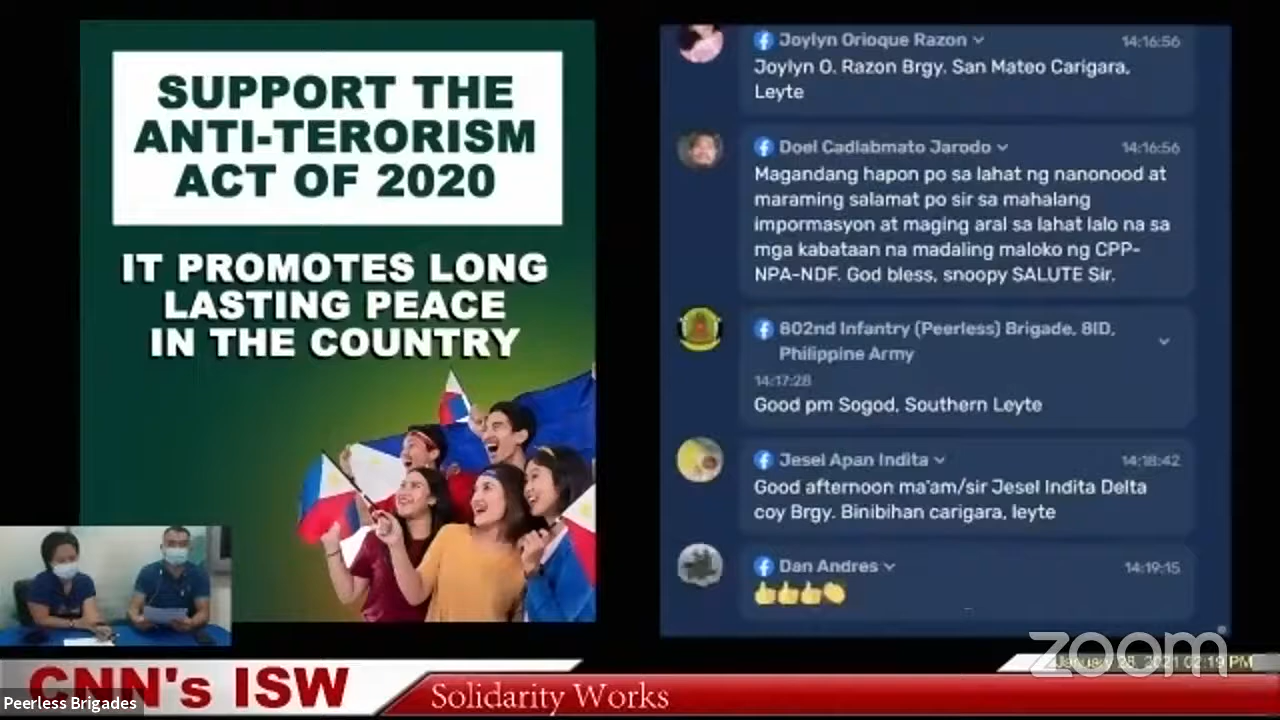 SUPPORT THE
ANTI-TERORISM
ACT OF 2020
IT PROMOTES LONG
LASTING PEACE
IN THE COUNTRY
Joylyn Orioque Razon 14:16:56
Joylyn O. Razon Brgy. San Mateo Carigara,
Leyte
Doel Cadlabmato Jarodo 14:16:56
Magandang hapon po sa lahat ng nanonood at
maraming salamat po sir sa mahalang
impormasyon at maging aral sa lahat lalo na sa
mga kabataan na madaling maloko ng CPP-
NPA-NDF. God bless, snoopy SALUTE Sir.
802nd Infantry (Peerless) Brigade, 8ID,
Philippine Army
14:17:28
Good pm Sogod, Southern Leyte
Jesel Apan Indita 14:18:42
Good afternoon ma'am/sir Jesel Indita Delta
coy Brgy. Binibihan carigara, leyte
Dan Andres 14:19:15
👍👍👍👏
zoom
January 28, 2021 02:19 PM
CNN's ISW
Solidarity Works
Peerless Brigades